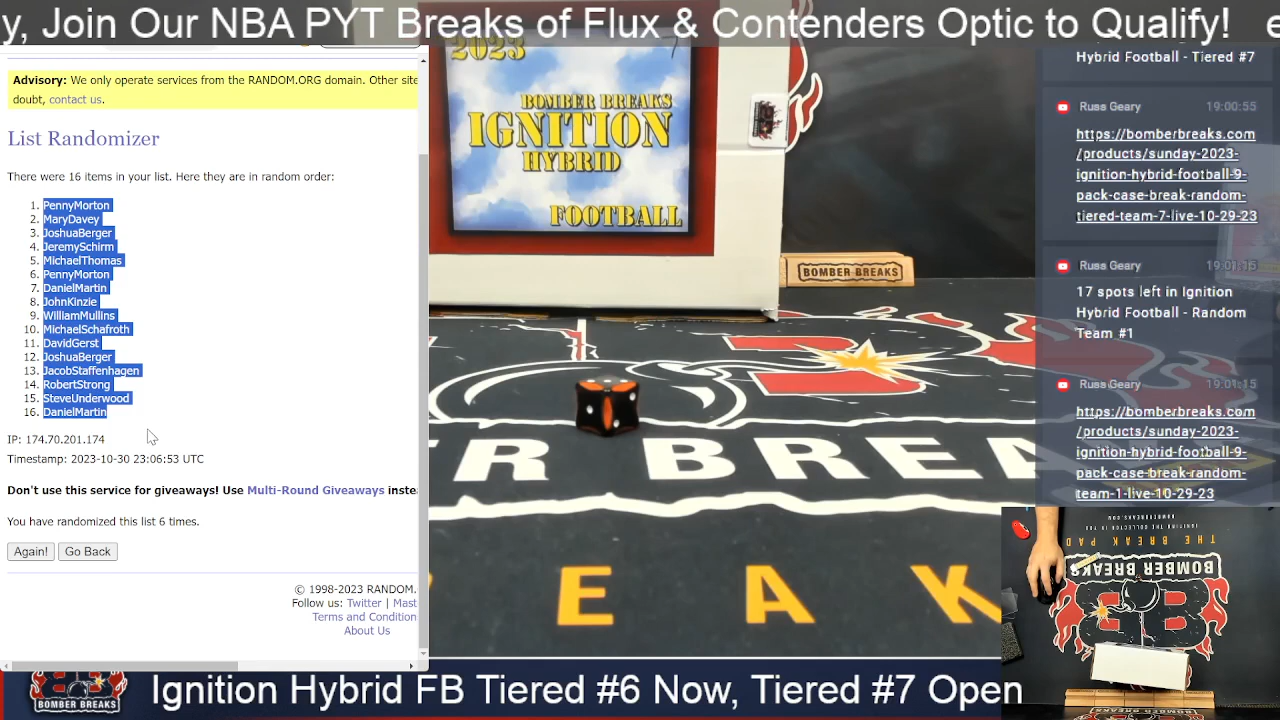 y, Join Our NBA PYT Breaks of Flux & Contenders Optic to Qualify!
Advisory: We only operate services from the RANDOM.ORG domain. Other site
doubt, contact us.
List Randomizer
There were 16 items in your list. Here they are in random order:
1. PennyMorton
2. MaryDavey
3. JoshuaBerger
4. JeremySchirm
5. MichaelThomas
6. PennyMorton
7. DanielMartin
8. JohnKinzie
9. WilliamMullins
10. MichaelSchafroth
11. DavidGerst
12. JoshuaBerger
13. JacobStaffenhagen
14. RobertStrong
15. SteveUnderwood
16. DanielMartin
IP: 174.70.201.174
Timestamp: 2023-10-30 23:06:53 UTC
Don't use this service for giveaways! Use Multi-Round Giveaways inste
You have randomized this list 6 times.
Again! Go Back
© 1998-2023 RANDOM.
Follow us: Twitter | Mast
Terms and Condition
About Us
2023
BOMBER BREAKS
IGNITION
HYBRID
FOOTBALL
BOMBER BREAKS
ER BREA
E A K
Hybrid Football - Tiered #7
Russ Geary 19:00:55
https://bomberbreaks.com
/products/sunday-2023-
ignition-hybrid-football-9-
pack-case-break-random-
tiered-team-7-live-10-29-23
Russ Geary 19:01:15
17 spots left in Ignition
Hybrid Football - Random
Team #1
Russ Geary 19:01:15
https://bomberbreaks.com
/products/sunday-2023-
ignition-hybrid-football-9-
pack-case-break-random-
team-1-live-10-29-23
THE BREAK PAD
BOMBER BREAKS
BOMBER BREAKS
Ignition Hybrid FB Tiered #6 Now, Tiered #7 Open